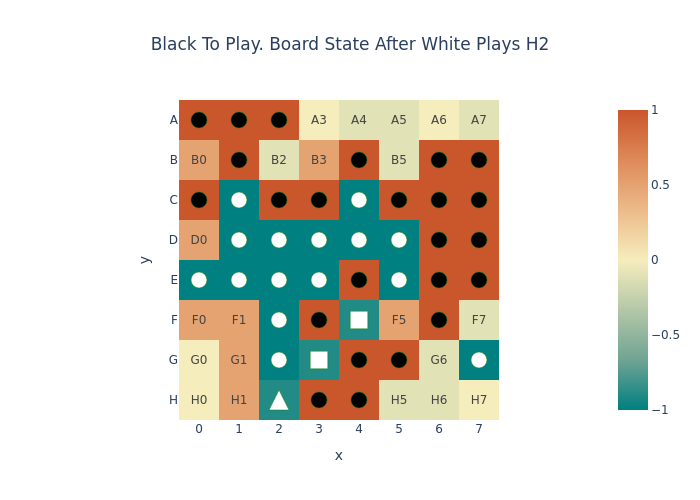 Black To Play. Board State After White Plays H2
A A3 A4 A5 A6 A7
B B0 B2 B3 B5
C
D D0
E
F F0 F1 F5 F7
G G0 G1 G6
H H0 H1 H5 H6 H7
0 1 2 3 4 5 6 7
x
y
1
0.5
0
−0.5
−1